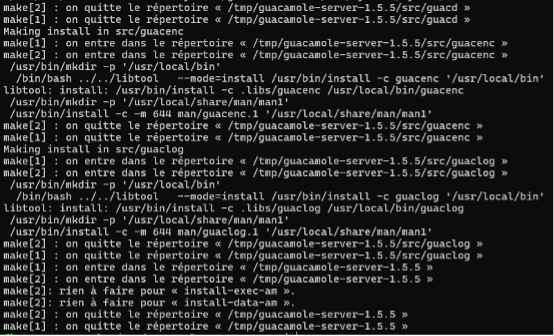 make[2] : on quitte le répertoire « /tmp/guacamole-server-1.5.5/src/guacd »
make[1] : on quitte le répertoire « /tmp/guacamole-server-1.5.5/src/guacd »
Making install in src/guacenc
make[1] : on entre dans le répertoire « /tmp/guacamole-server-1.5.5/src/guacenc »
make[2] : on entre dans le répertoire « /tmp/guacamole-server-1.5.5/src/guacenc »
/usr/bin/mkdir -p '/usr/local/bin'
/bin/bash ../../libtool --mode=install /usr/bin/install -c guacenc '/usr/local/bin'
libtool: install: /usr/bin/install -c .libs/guacenc /usr/local/bin/guacenc
/usr/bin/mkdir -p '/usr/local/share/man/man1'
/usr/bin/install -c -m 644 man/guacenc.1 '/usr/local/share/man/man1'
make[2] : on quitte le répertoire « /tmp/guacamole-server-1.5.5/src/guacenc »
make[1] : on quitte le répertoire « /tmp/guacamole-server-1.5.5/src/guacenc »
Making install in src/guaclog
make[1] : on entre dans le répertoire « /tmp/guacamole-server-1.5.5/src/guaclog »
make[2] : on entre dans le répertoire « /tmp/guacamole-server-1.5.5/src/guaclog »
/usr/bin/mkdir -p '/usr/local/bin'
/bin/bash ../../libtool --mode=install /usr/bin/install -c guaclog '/usr/local/bin'
libtool: install: /usr/bin/install -c .libs/guaclog /usr/local/bin/guaclog
/usr/bin/mkdir -p '/usr/local/share/man/man1'
/usr/bin/install -c -m 644 man/guaclog.1 '/usr/local/share/man/man1'
make[2] : on quitte le répertoire « /tmp/guacamole-server-1.5.5/src/guaclog »
make[1] : on quitte le répertoire « /tmp/guacamole-server-1.5.5/src/guaclog »
make[1] : on entre dans le répertoire « /tmp/guacamole-server-1.5.5 »
make[2] : on entre dans le répertoire « /tmp/guacamole-server-1.5.5 »
make[2]: rien à faire pour « install-exec-am ».
make[2]: rien à faire pour « install-data-am ».
make[2] : on quitte le répertoire « /tmp/guacamole-server-1.5.5 »
make[1] : on quitte le répertoire « /tmp/guacamole-server-1.5.5 »